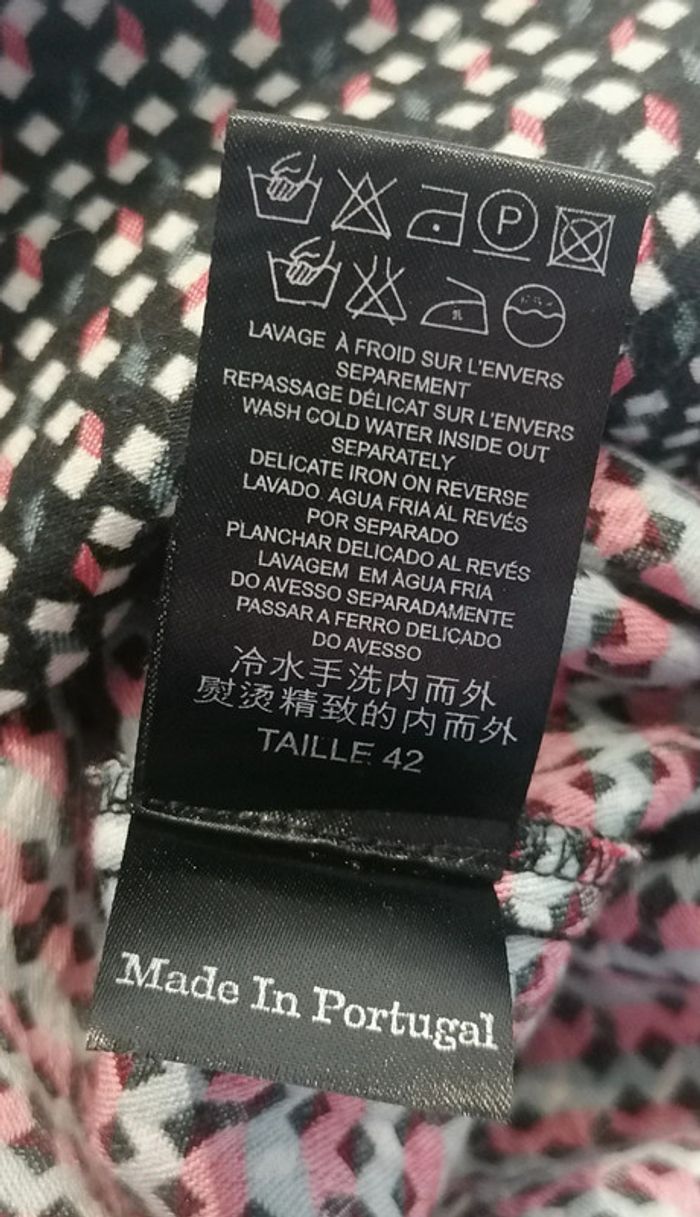 P
LAVAGE À FROID SUR L'ENVERS
SEPAREMENT
REPASSAGE DÉLICAT SUR L'ENVERS
WASH COLD WATER INSIDE OUT
SEPARATELY
DELICATE IRON ON REVERSE
LAVADO AGUA FRIA AL REVÉS
POR SEPARADO
PLANCHAR DELICADO AL REVÉS
LAVAGEM EM ÀGUA FRIA
DO AVESSO SEPARADAMENTE
PASSAR A FERRO DELICADO
DO AVESSO
冷水手洗内而外
熨烫精致的内而外
TAILLE 42
Made In Portugal